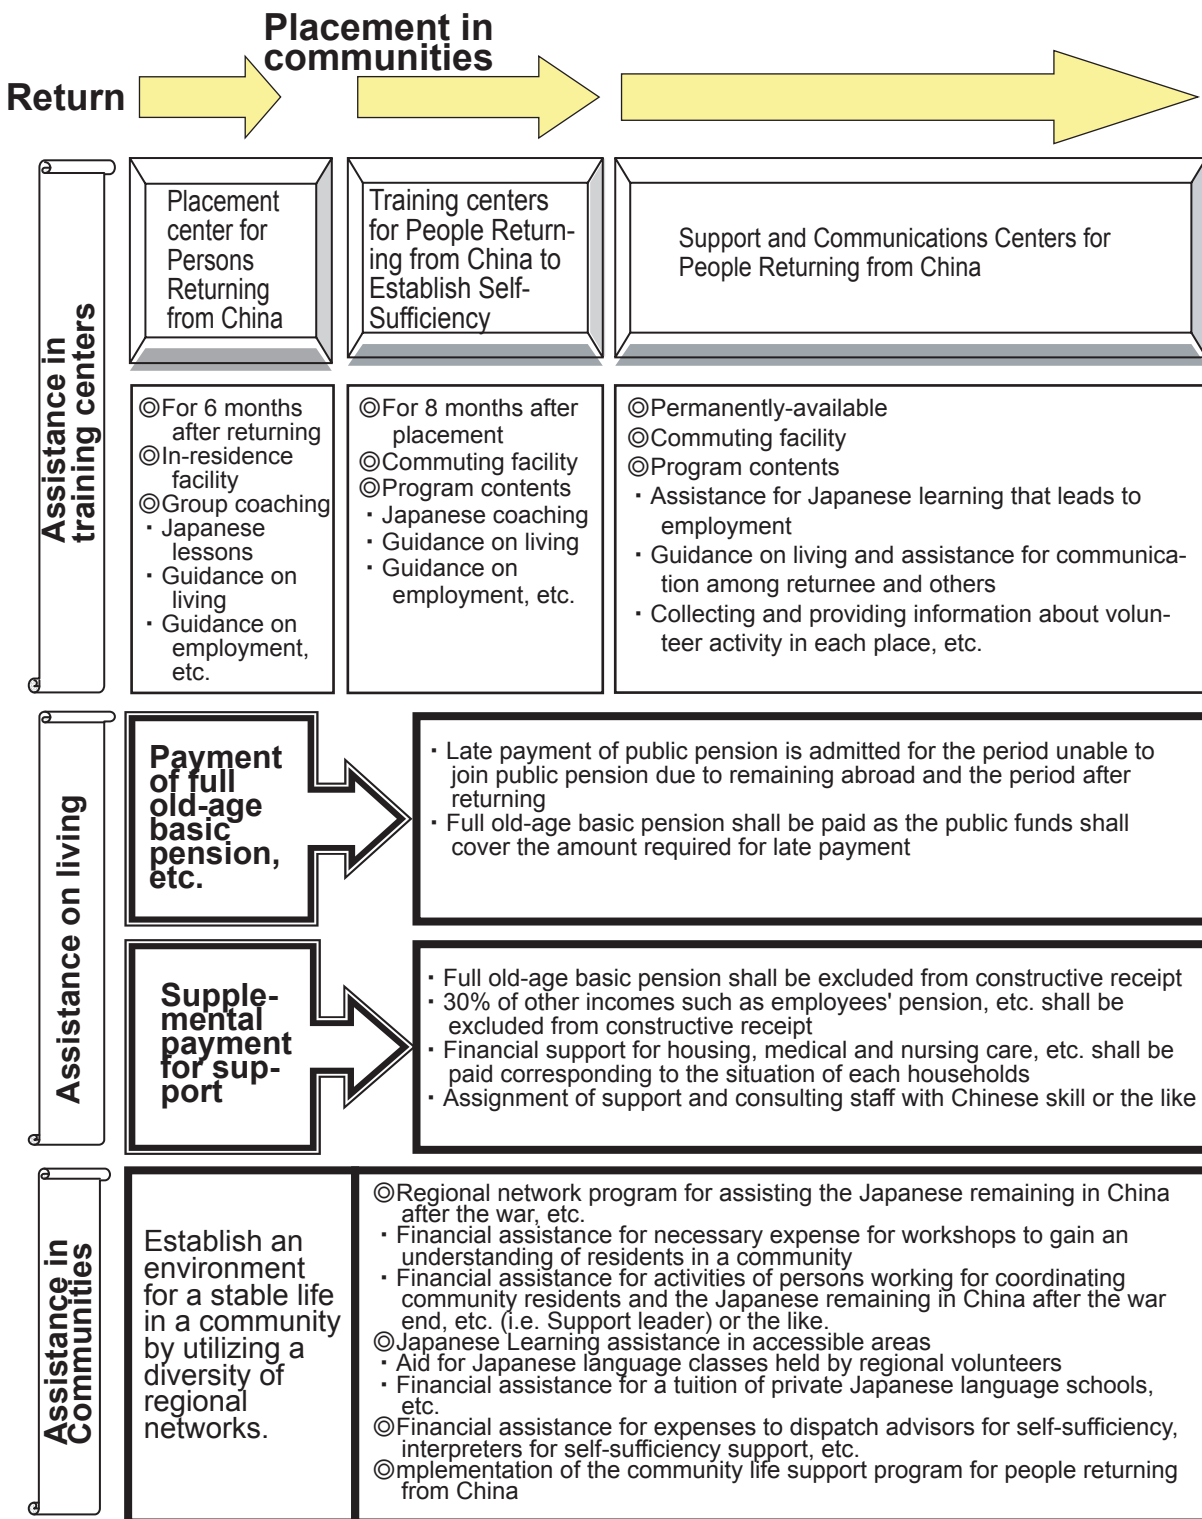 Placement in
communities
Return
Assistance in
training centers
Placement
center for
Persons
Returning
from China
Training centers
for People Return-
ing from China to
Establish Self-
Sufficiency
Support and Communications Centers for
People Returning from China
◎For 6 months
after returning
◎In-residence
facility
◎Group coaching
・Japanese
lessons
・Guidance on
living
・Guidance on
employment,
etc.
◎For 8 months after
placement
◎Commuting facility
◎Program contents
・Japanese coaching
・Guidance on living
・Guidance on
employment, etc.
◎Permanently-available
◎Commuting facility
◎Program contents
・Assistance for Japanese learning that leads to
employment
・Guidance on living and assistance for communica-
tion among returnee and others
・Collecting and providing information about volun-
teer activity in each place, etc.
Assistance on living
Payment
of full
old-age
basic
pension,
etc.
・Late payment of public pension is admitted for the period unable to
join public pension due to remaining abroad and the period after
returning
・Full old-age basic pension shall be paid as the public funds shall
cover the amount required for late payment
Supple-
mental
payment
for sup-
port
・Full old-age basic pension shall be excluded from constructive receipt
・30% of other incomes such as employees' pension, etc. shall be
excluded from constructive receipt
・Financial support for housing, medical and nursing care, etc. shall be
paid corresponding to the situation of each households
・Assignment of support and consulting staff with Chinese skill or the like
Assistance in
Communities
Establish an
environment
for a stable life
in a community
by utilizing a
diversity of
regional
networks.
◎Regional network program for assisting the Japanese remaining in China
after the war, etc.
・Financial assistance for necessary expense for workshops to gain an
understanding of residents in a community
・Financial assistance for activities of persons working for coordinating
community residents and the Japanese remaining in China after the war
end, etc. (i.e. Support leader) or the like.
◎Japanese Learning assistance in accessible areas
・Aid for Japanese language classes held by regional volunteers
・Financial assistance for a tuition of private Japanese language schools,
etc.
◎Financial assistance for expenses to dispatch advisors for self-sufficiency,
interpreters for self-sufficiency support, etc.
◎mplementation of the community life support program for people returning
from China